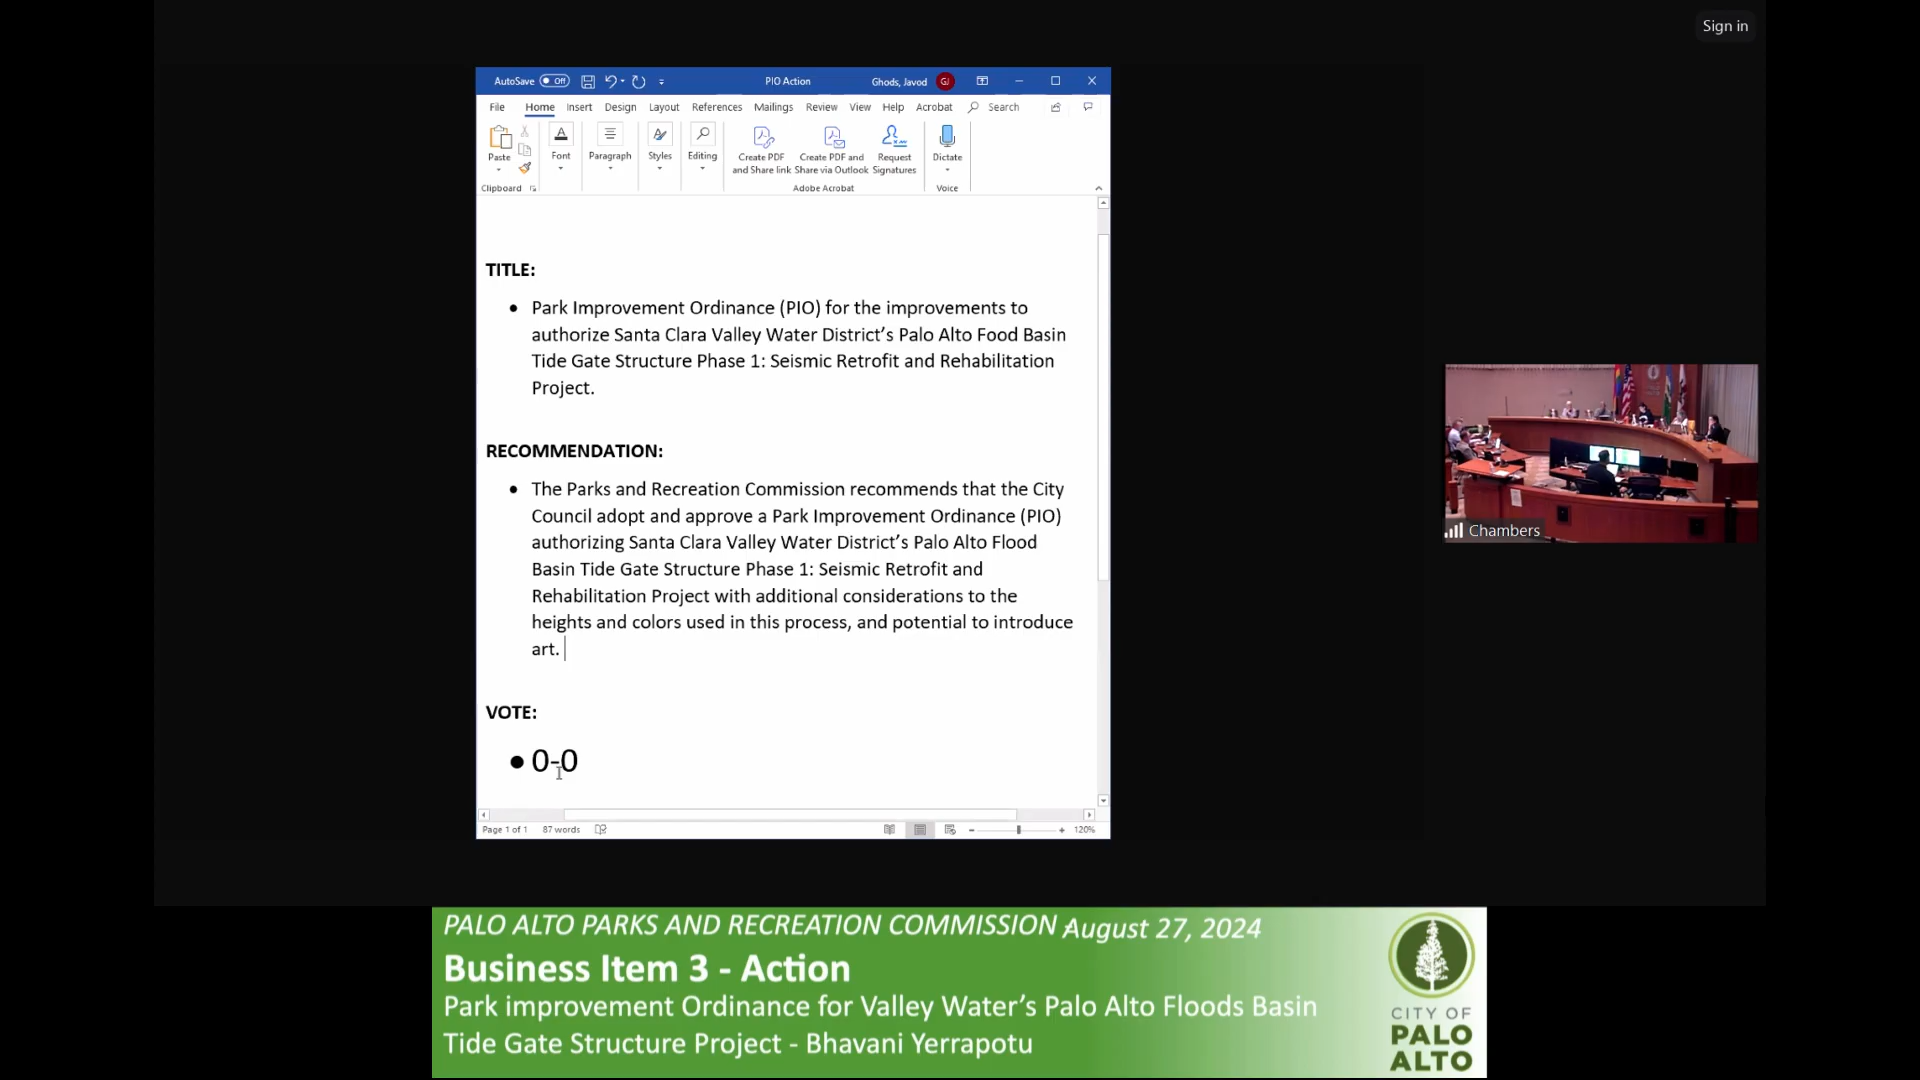 Sign in
AutoSave Off PIO Action Ghods, Javod GJ
File Home Insert Design Layout References Mailings Review View Help Acrobat Search
Paste Font Paragraph Styles Editing Create PDF and Share link Create PDF and Share via Outlook Request Signatures Dictate
Clipboard Adobe Acrobat Voice
TITLE:
• Park Improvement Ordinance (PIO) for the improvements to
authorize Santa Clara Valley Water District’s Palo Alto Food Basin
Tide Gate Structure Phase 1: Seismic Retrofit and Rehabilitation
Project.
RECOMMENDATION:
• The Parks and Recreation Commission recommends that the City
Council adopt and approve a Park Improvement Ordinance (PIO)
authorizing Santa Clara Valley Water District’s Palo Alto Flood
Basin Tide Gate Structure Phase 1: Seismic Retrofit and
Rehabilitation Project with additional considerations to the
heights and colors used in this process, and potential to introduce
art.
VOTE:
• 0-0
Page 1 of 1 87 words 120%
Chambers
PALO ALTO PARKS AND RECREATION COMMISSION - August 27, 2024
Business Item 3 - Action
Park improvement Ordinance for Valley Water’s Palo Alto Floods Basin
Tide Gate Structure Project - Bhavani Yerrapotu
CITY OF
PALO
ALTO